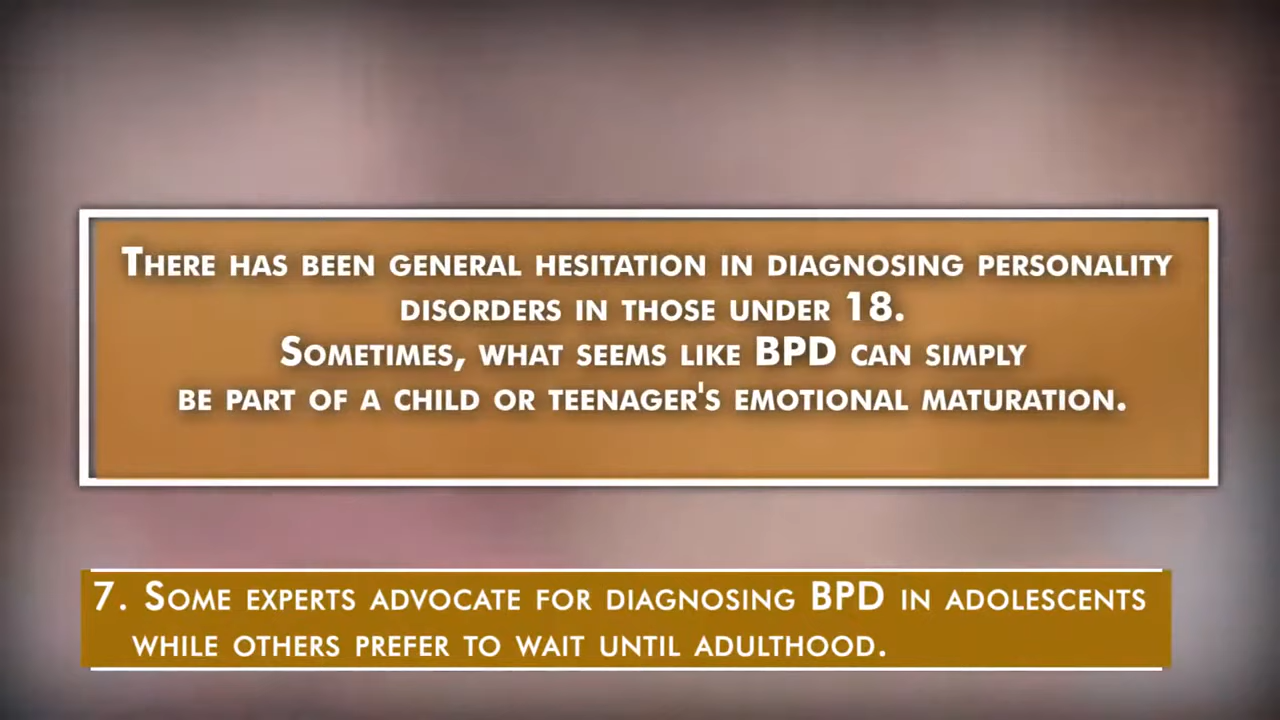 There has been general hesitation in diagnosing personality
disorders in those under 18.
Sometimes, what seems like BPD can simply
be part of a child or teenager's emotional maturation.
7. Some experts advocate for diagnosing BPD in adolescents
while others prefer to wait until adulthood.